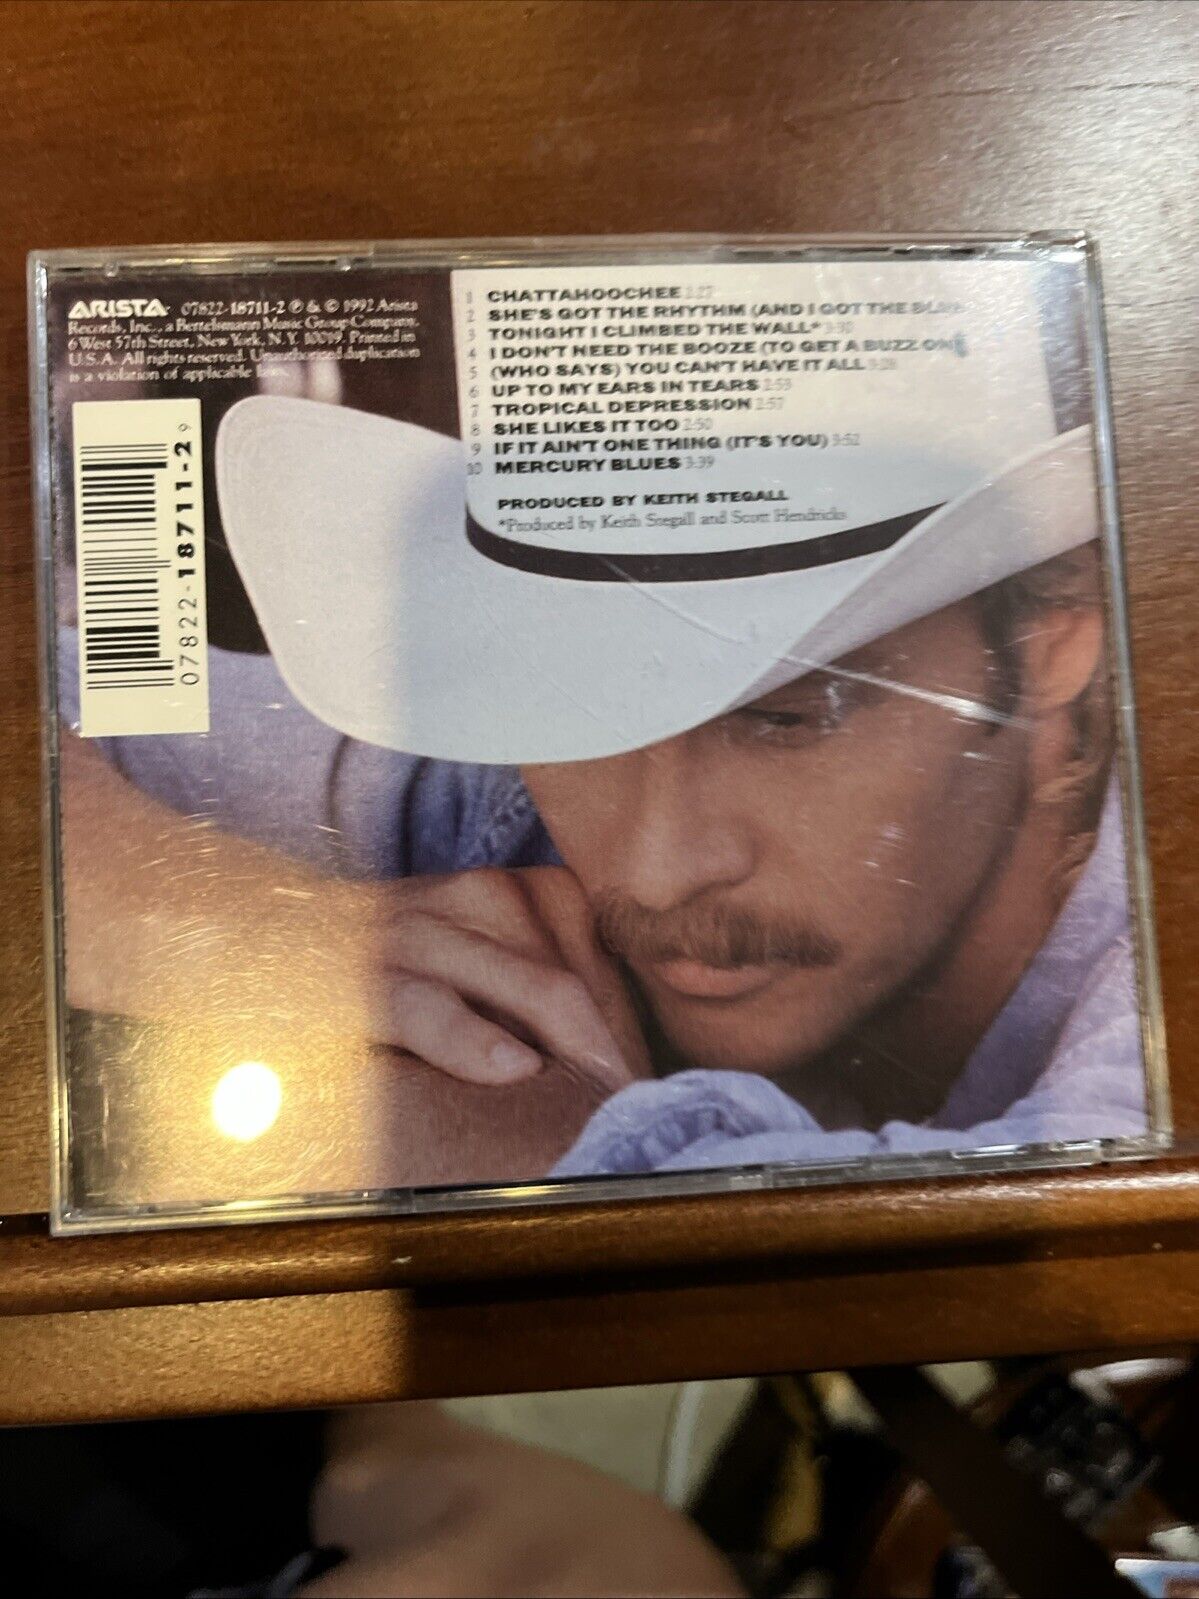 ARISTA 07822-18711-2 ℗ & © 1992 Arista
Records, Inc., a Bertelsmann Music Group Company,
6 West 57th Street, New York, N.Y. 10019. Printed in
U.S.A. All rights reserved. Unauthorized duplication
is a violation of applicable laws.
07822-18711-2 9
1 CHATTAHOOCHEE 2:27
2 SHE'S GOT THE RHYTHM (AND I GOT THE
3 TONIGHT I CLIMBED THE WALL* 3:30
4 I DON'T NEED THE BOOZE (TO GET A BUZZ ON)
5 (WHO SAYS) YOU CAN'T HAVE IT ALL 3:28
6 UP TO MY EARS IN TEARS 2:53
7 TROPICAL DEPRESSION 2:57
8 SHE LIKES IT TOO 2:50
9 IF IT AIN'T ONE THING (IT'S YOU) 3:52
10 MERCURY BLUES 3:39
PRODUCED BY KEITH STEGALL
*Produced by Keith Stegall and Scott Hendricks